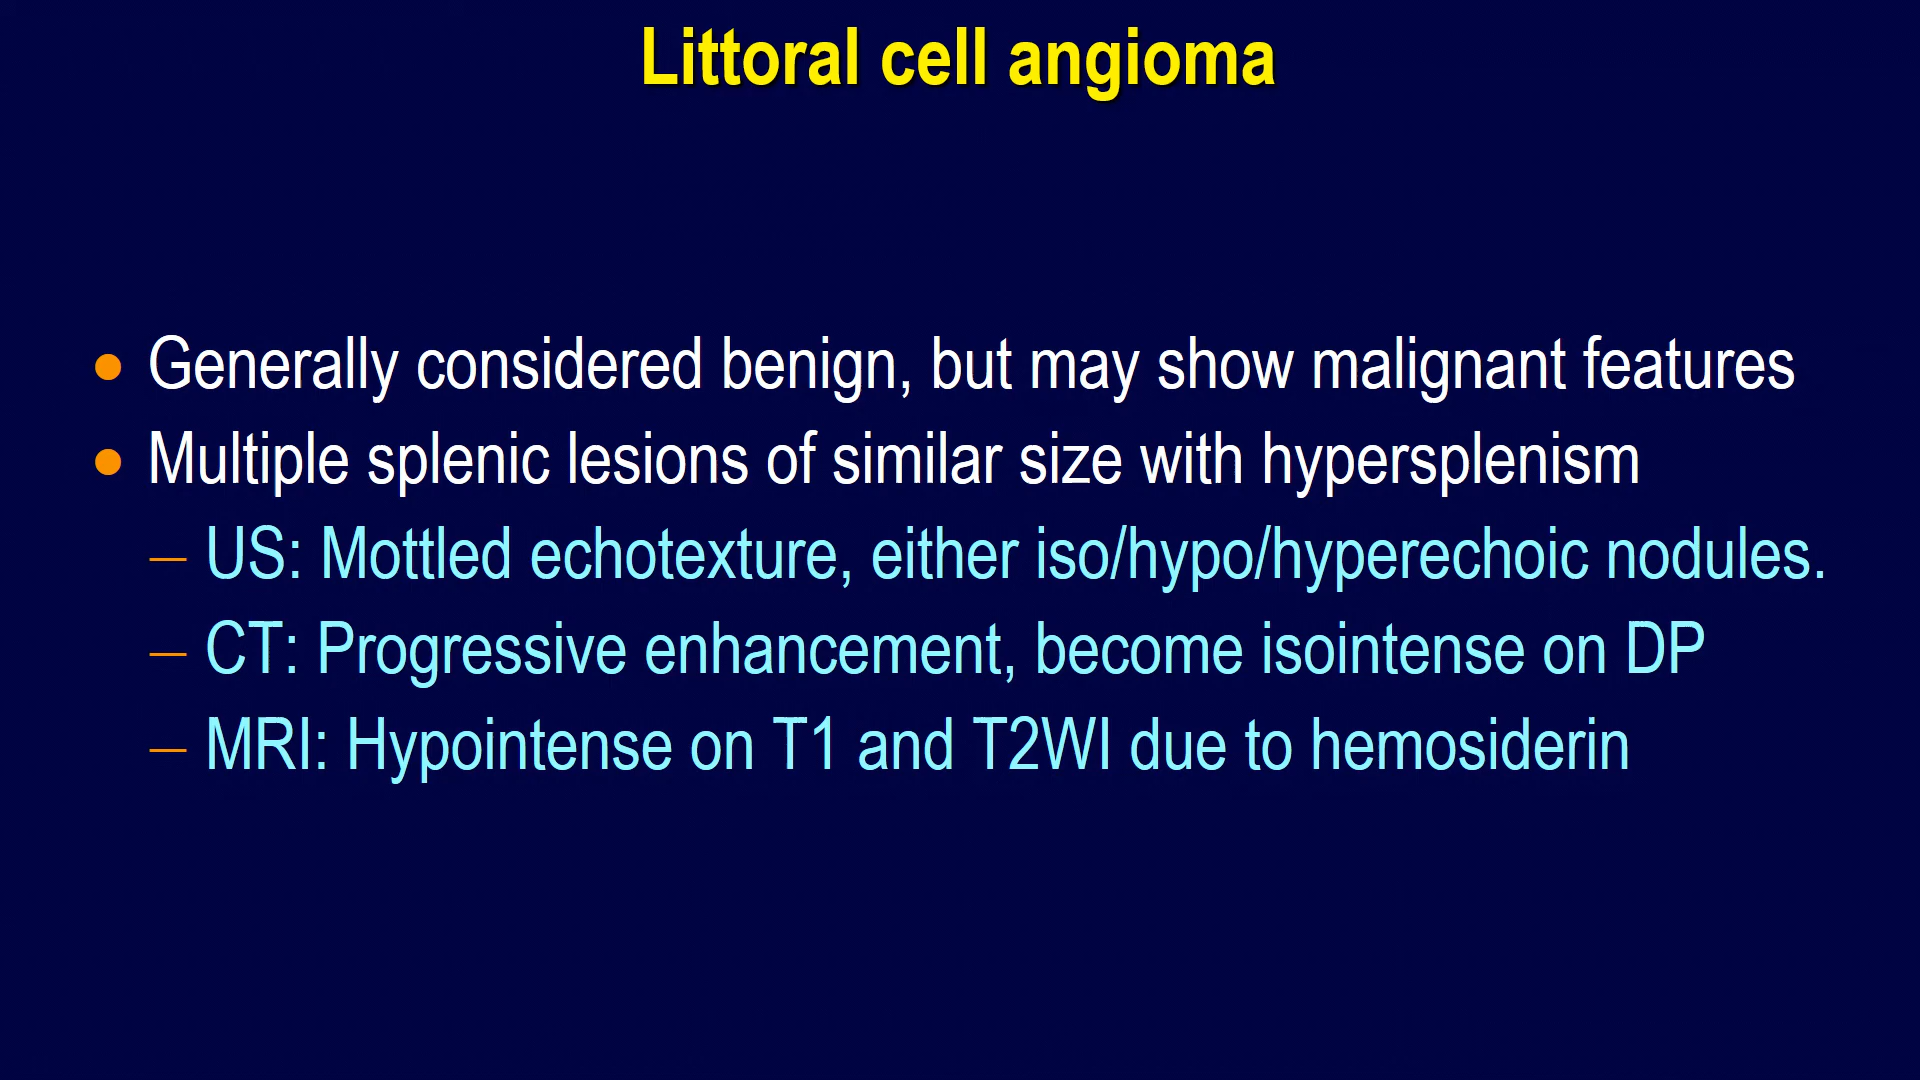 Littoral cell angioma
• Generally considered benign, but may show malignant features
• Multiple splenic lesions of similar size with hypersplenism
– US: Mottled echotexture, either iso/hypo/hyperechoic nodules.
– CT: Progressive enhancement, become isointense on DP
– MRI: Hypointense on T1 and T2WI due to hemosiderin